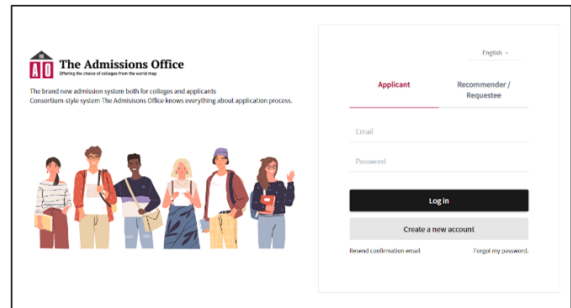 AO
The Admissions Office
Offering the choice of colleges from the world map
The brand new admission system both for colleges and applicants
Consortium-style system The Admisisons Office knows everything about application process.
English
Applicant
Recommender /
Requestee
Email
Password
Log in
Create a new account
Resend confirmation email
Forgot my password.